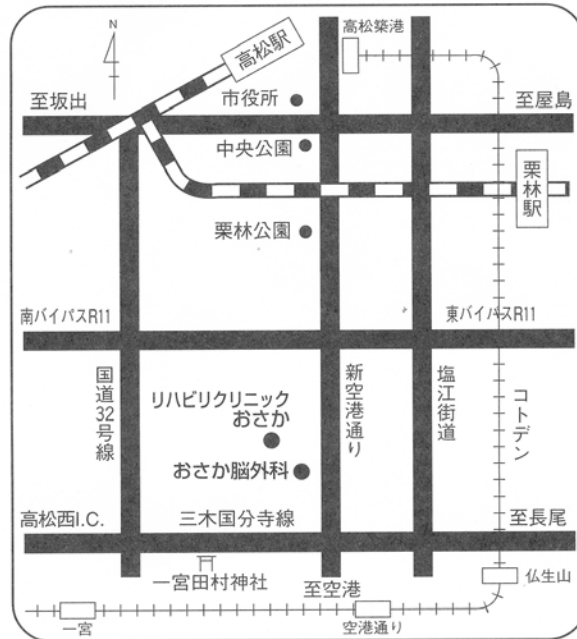 N
高松築港
高松駅
至坂出
市役所
至屋島
中央公園
栗林駅
栗林公園
南バイパスR11
東バイパスR11
国道32号線
リハビリクリニック
おさか
新空港通り
塩江街道
コトデン
おさか脳外科
高松西I.C.
三木国分寺線
至長尾
一宮田村神社
至空港
仏生山
一宮
空港通り